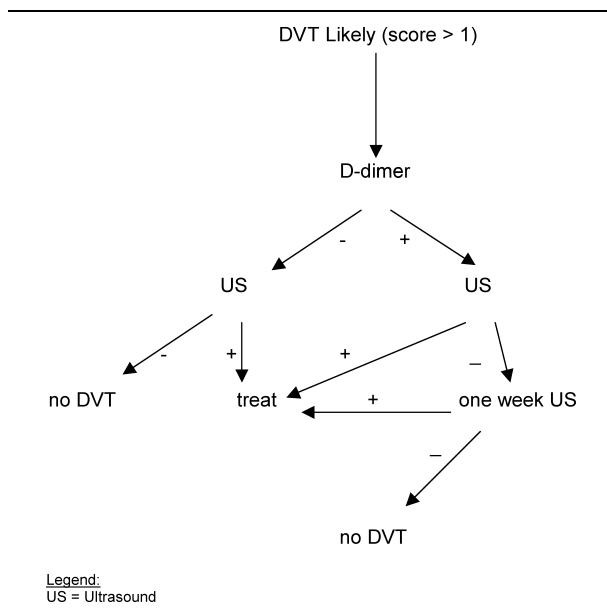 DVT Likely (score > 1)
D-dimer
- +
US US
- + + –
no DVT treat + one week US
–
no DVT
Legend:
US = Ultrasound